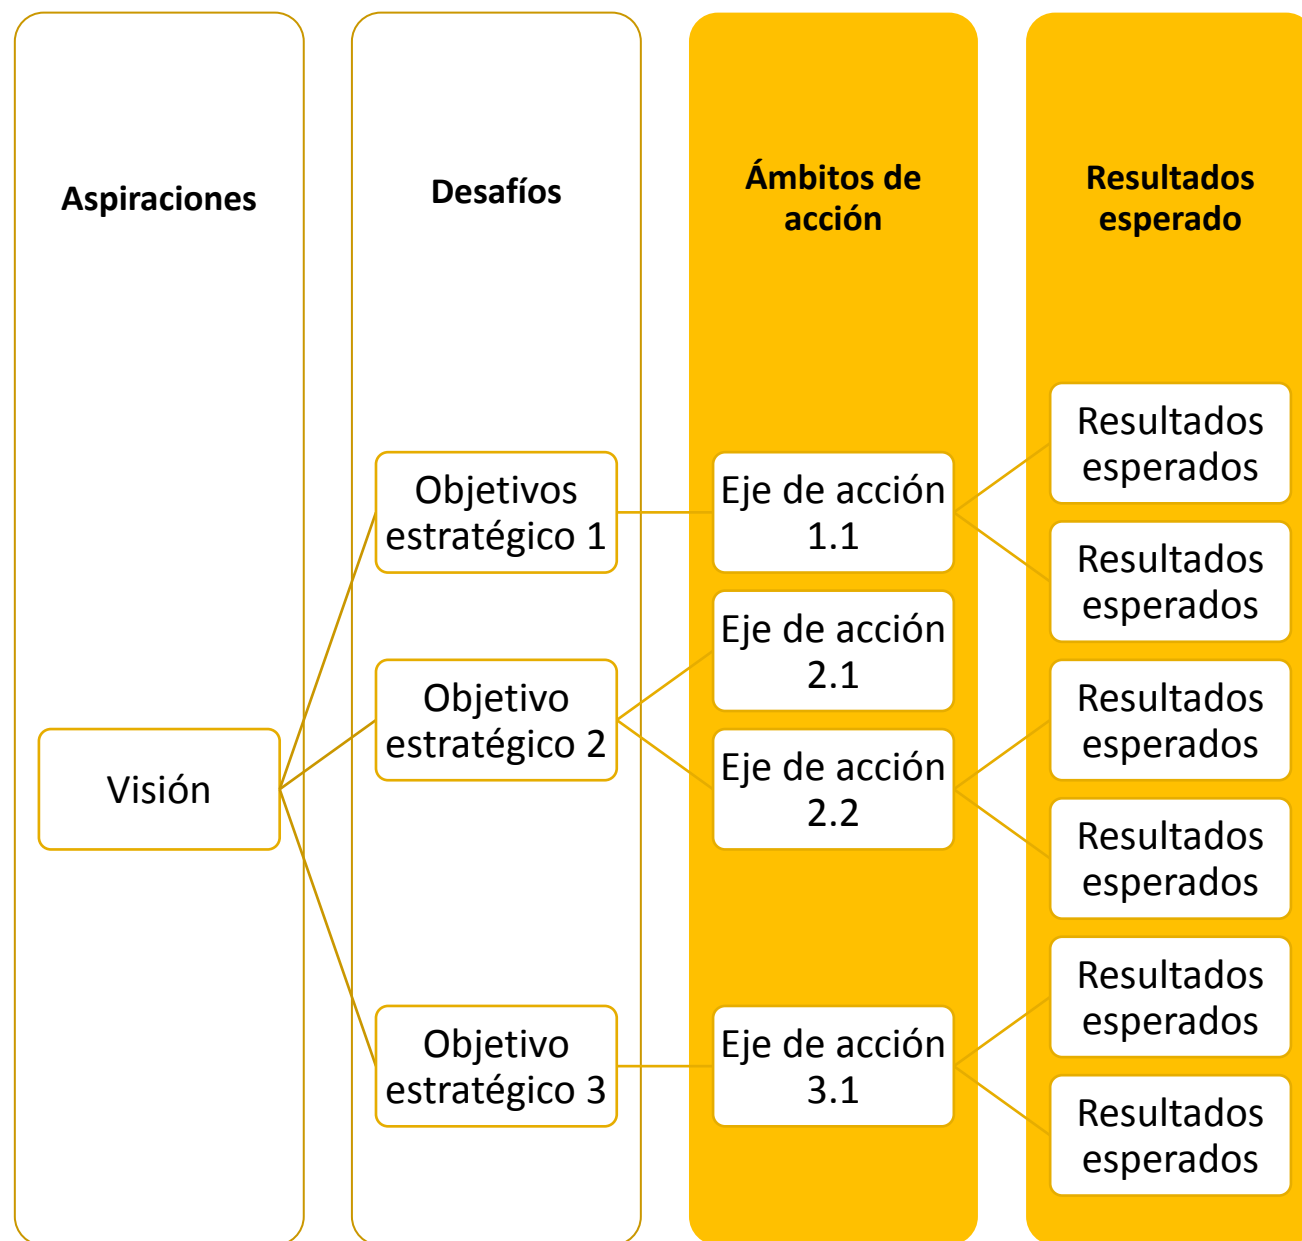 Aspiraciones
Desafíos
Ámbitos de
acción
Resultados
esperado
Visión
Objetivos
estratégico 1
Objetivo
estratégico 2
Objetivo
estratégico 3
Eje de acción
1.1
Eje de acción
2.1
Eje de acción
2.2
Eje de acción
3.1
Resultados
esperados
Resultados
esperados
Resultados
esperados
Resultados
esperados
Resultados
esperados
Resultados
esperados